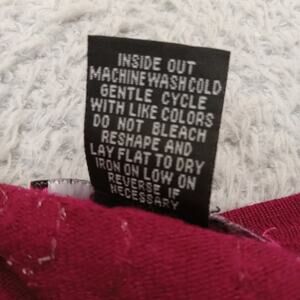 INSIDE OUT
MACHINE WASH COLD
GENTLE CYCLE
WITH LIKE COLORS
DO NOT BLEACH
RESHAPE AND
LAY FLAT TO DRY
IRON ON LOW ON
REVERSE IF
NECESSARY